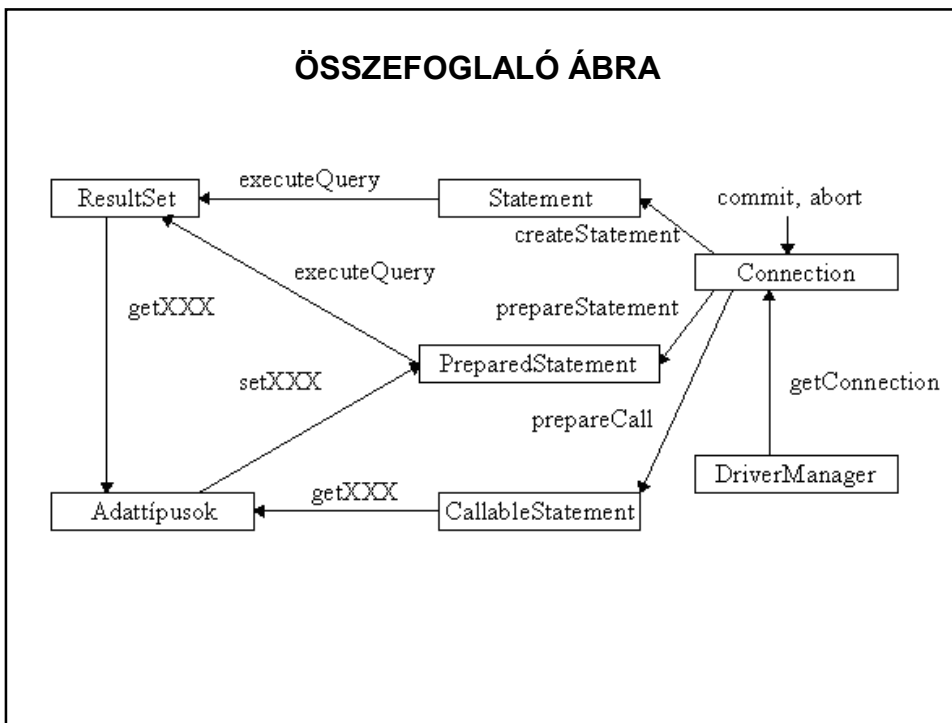 ÖSSZEFOGLALÓ ÁBRA
ResultSet
executeQuery
Statement
commit, abort
createStatement
executeQuery
Connection
getXXX
prepareStatement
PreparedStatement
setXXX
getConnection
prepareCall
DriverManager
getXXX
Adattípusok
CallableStatement